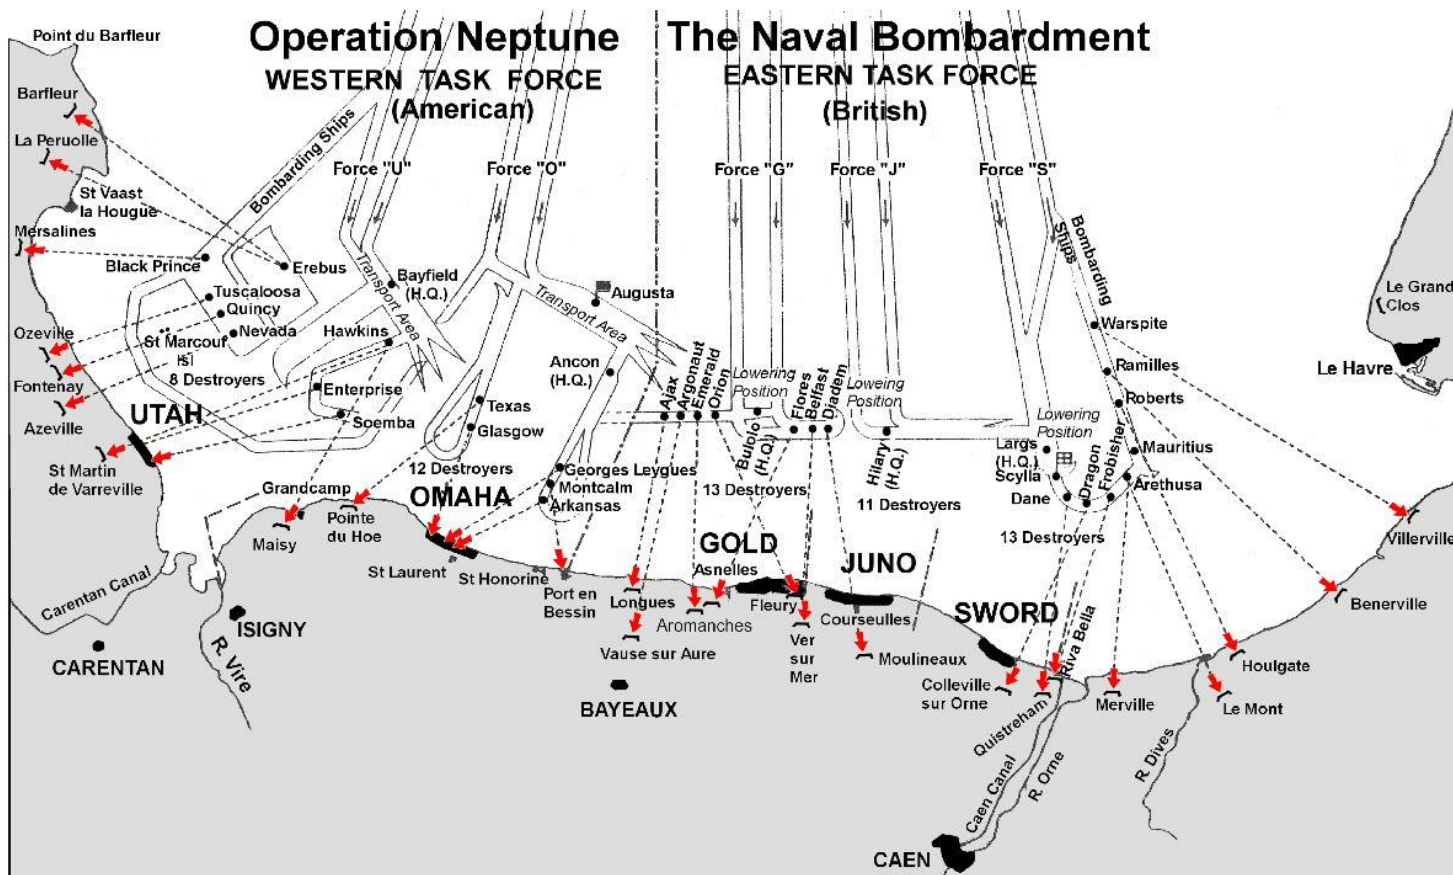 Operation Neptune
The Naval Bombardment
WESTERN TASK FORCE
(American)
EASTERN TASK FORCE
(British)
Point du Barfleur
Barfleur
La Peruolle
St Vaast
la Hougue
Mersalines
Bombarding Ships
Force "U"
Force "O"
Force "G"
Force "J"
Force "S"
Bombarding
Ships
Black Prince
Erebus
Tuscaloosa
Quincy
Nevada
St Marcouf
Isl
8 Destroyers
Transport Area
Bayfield
(H.Q.)
Hawkins
Enterprise
Soemba
Transport Area
Augusta
Ancon
(H.Q.)
Texas
Glasgow
12 Destroyers
Georges Leygues
Montcalm
Arkansas
Ajax
Argonaut
Emerald
Orion
Lowering
Position
Bulolo
(H.Q.)
Flores
Belfast
Diadem
13 Destroyers
Loweing
Position
Hilary
(H.Q.)
11 Destroyers
Lowering
Position
Largs
(H.Q.)
Scylla
Dane
Dragon
Frobisher
13 Destroyers
Warspite
Ramilles
Roberts
Mauritius
Arethusa
Le Grand
Clos
Le Havre
Ozeville
Fontenay
Azeville
UTAH
St Martin
de Varreville
Grandcamp
Maisy
Pointe
du Hoe
OMAHA
St Laurent
St Honorine
Port en
Bessin
Longues
Vause sur Aure
Aromanches
Asnelles
GOLD
Fleury
Ver
sur
Mer
JUNO
Courseulles
Moulineaux
SWORD
Colleville
sur Orne
Riva Bella
Quistreham
Merville
Le Mont
Houlgate
Benerville
Villerville
Carentan Canal
CARENTAN
ISIGNY
R. Vire
BAYEAUX
Caen Canal
R. Orne
R. Dives
CAEN